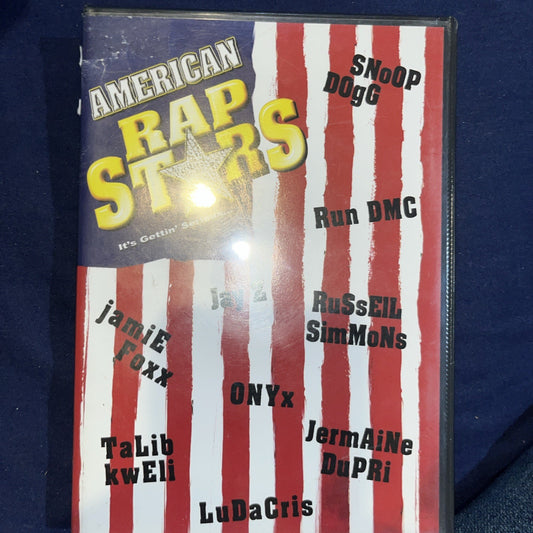 AMERICAN
RAP
STARS
It's Gettin'
SNoOP
DOgG
Run DMC
Jay Z
RuSsElL
SimMoNs
jamiE
Foxx
ONYx
JermAiNe
DuPRi
TaLib
kwEli
LuDaCris